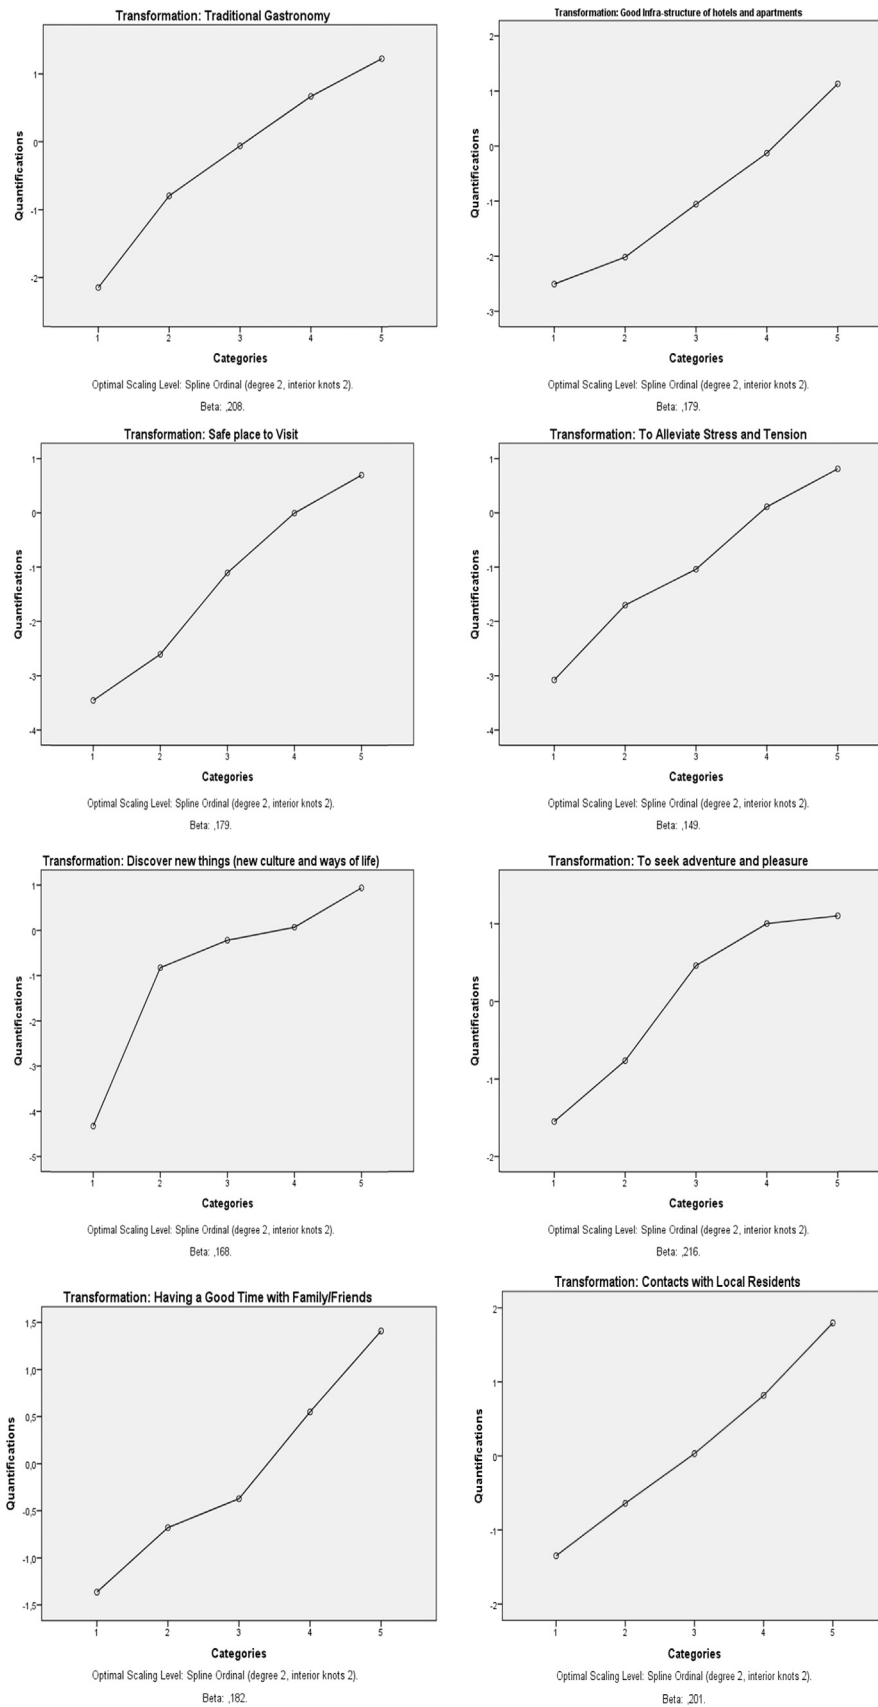 Transformation: Traditional Gastronomy
Quantifications
1
0
-1
-2
1 2 3 4 5
Categories
Optimal Scaling Level: Spline Ordinal (degree 2, interior knots 2).
Beta: ,208.
Transformation: Good Infra-structure of hotels and apartments
Quantifications
2
1
0
-1
-2
-3
1 2 3 4 5
Categories
Optimal Scaling Level: Spline Ordinal (degree 2, interior knots 2).
Beta: ,179.
Transformation: Safe place to Visit
Quantifications
1
0
-1
-2
-3
-4
1 2 3 4 5
Categories
Optimal Scaling Level: Spline Ordinal (degree 2, interior knots 2).
Beta: ,179.
Transformation: To Alleviate Stress and Tension
Quantifications
1
0
-1
-2
-3
-4
1 2 3 4 5
Categories
Optimal Scaling Level: Spline Ordinal (degree 2, interior knots 2).
Beta: ,149.
Transformation: Discover new things (new culture and ways of life)
Quantifications
1
0
-1
-2
-3
-4
-5
1 2 3 4 5
Categories
Optimal Scaling Level: Spline Ordinal (degree 2, interior knots 2).
Beta: ,168.
Transformation: To seek adventure and pleasure
Quantifications
1
0
-1
-2
1 2 3 4 5
Categories
Optimal Scaling Level: Spline Ordinal (degree 2, interior knots 2).
Beta: ,216.
Transformation: Having a Good Time with Family/Friends
Quantifications
1,5
1,0
0,5
0,0
-0,5
-1,0
-1,5
1 2 3 4 5
Categories
Optimal Scaling Level: Spline Ordinal (degree 2, interior knots 2).
Beta: ,182.
Transformation: Contacts with Local Residents
Quantifications
2
1
0
-1
-2
1 2 3 4 5
Categories
Optimal Scaling Level: Spline Ordinal (degree 2, interior knots 2).
Beta: ,201.